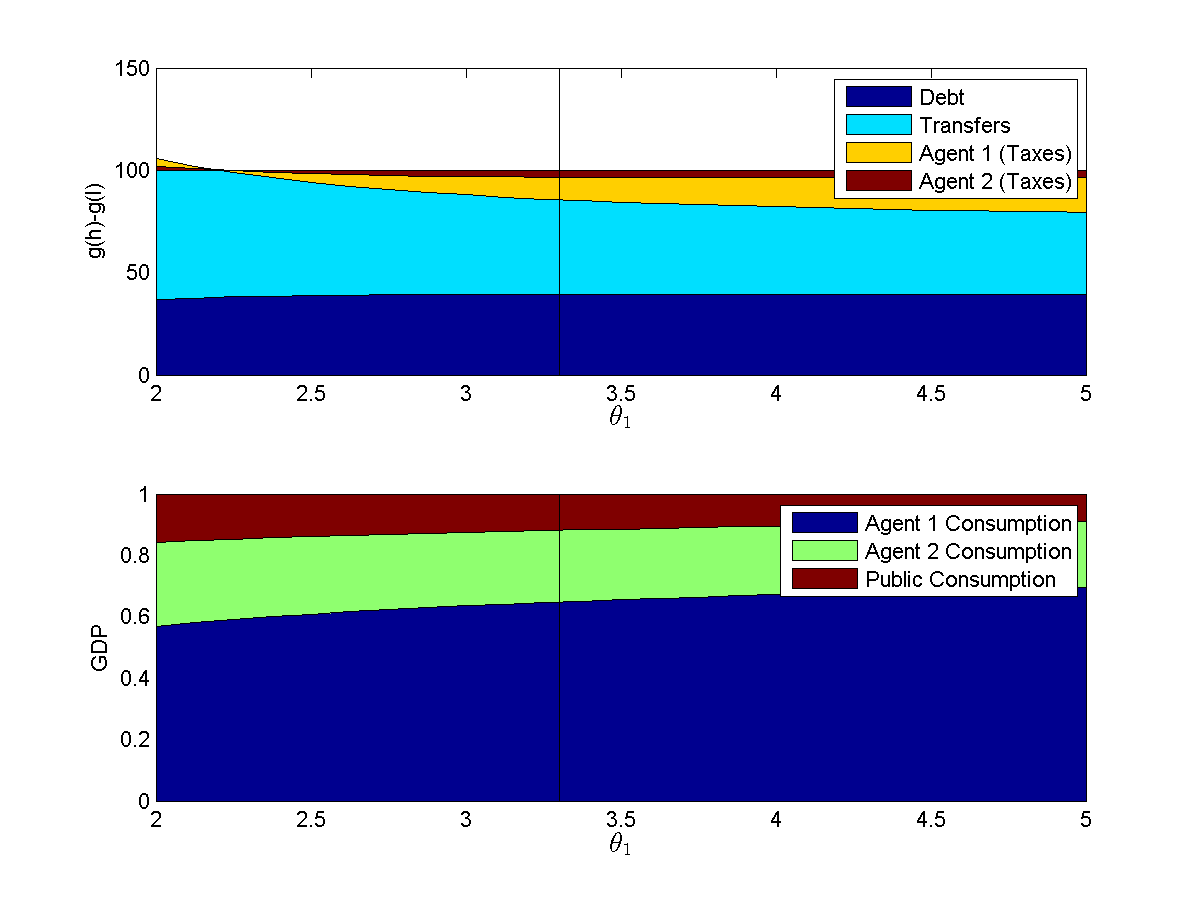 150
100
50
0
g(h)-g(l)
Debt
Transfers
Agent 1 (Taxes)
Agent 2 (Taxes)
2 2.5 3 3.5 4 4.5 5
θ₁
1
0.8
0.6
0.4
0.2
0
GDP
Agent 1 Consumption
Agent 2 Consumption
Public Consumption
2 2.5 3 3.5 4 4.5 5
θ₁